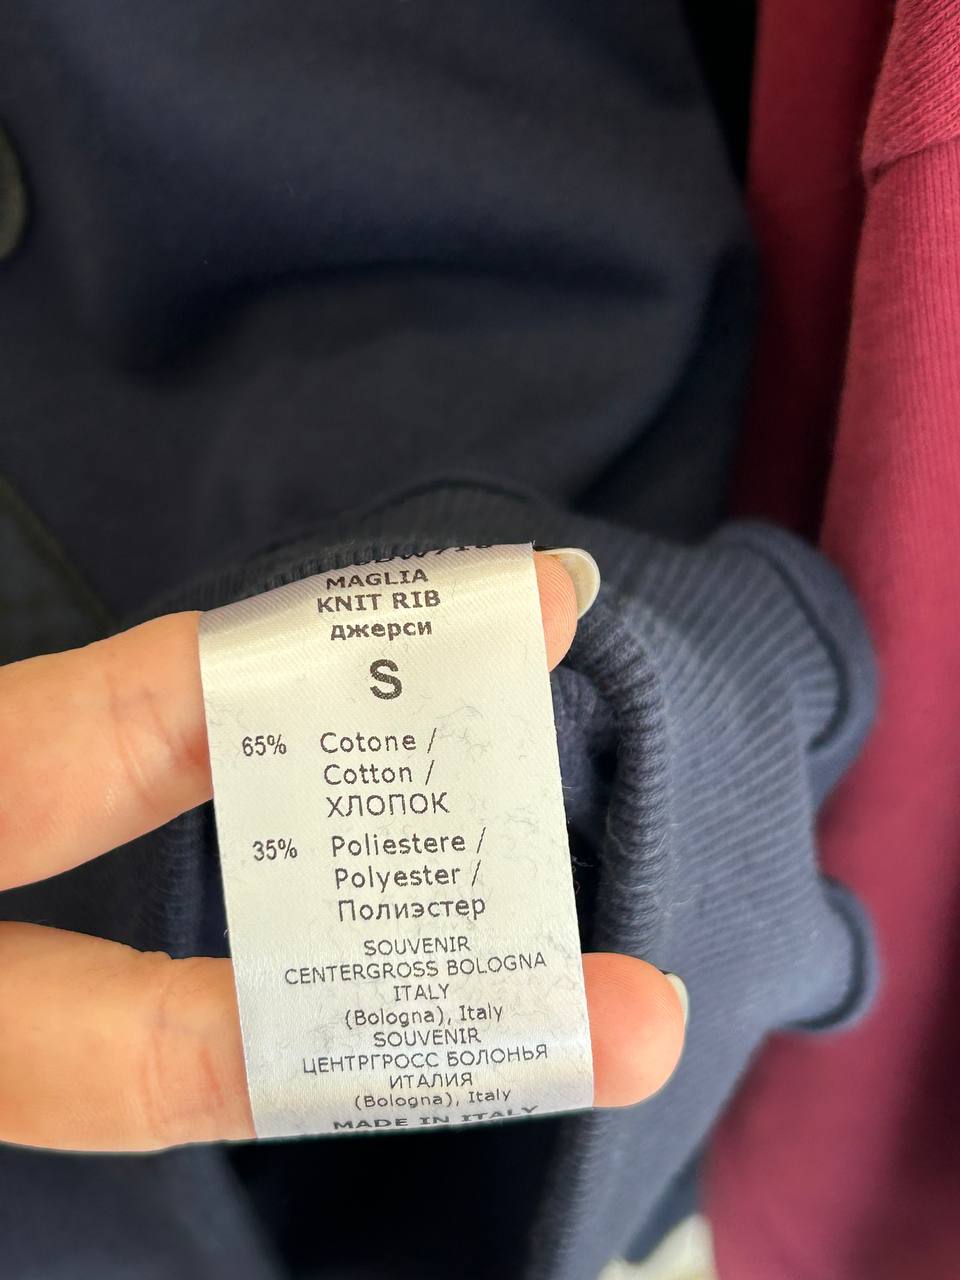 MAGLIA
KNIT RIB
джерси
S
65% Cotone /
Cotton /
ХЛОПОК
35% Poliestere /
Polyester /
Полиэстер
SOUVENIR
CENTERGROSS BOLOGNA
ITALY
(Bologna), Italy
SOUVENIR
ЦЕНТРГРОСС БОЛОНЬЯ
ИТАЛИЯ
(Bologna), Italy
MADE IN ITALY